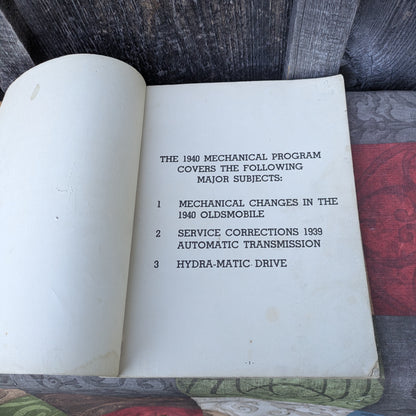 THE 1940 MECHANICAL PROGRAM
COVERS THE FOLLOWING
MAJOR SUBJECTS:
1 MECHANICAL CHANGES IN THE
1940 OLDSMOBILE
2 SERVICE CORRECTIONS 1939
AUTOMATIC TRANSMISSION
3 HYDRA-MATIC DRIVE
- 1 -